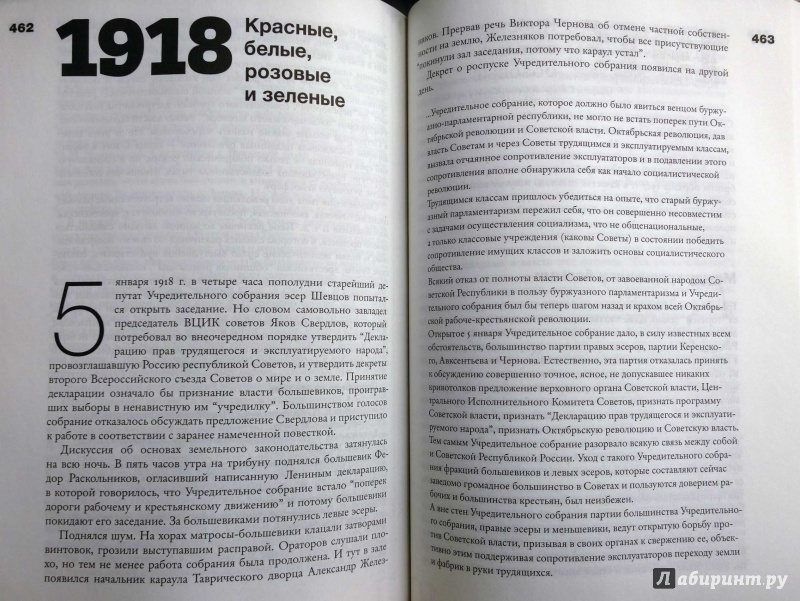 462
1918
Красные,
белые,
розовые
и зеленые
5 января 1918 г. в четыре часа пополудни старейший де-
путат Учредительного собрания эсер Шевцов попытал-
ся открыть заседание. Но словом самовольно завладел
председатель ВЦИК советов Яков Свердлов, который
потребовал во внеочередном порядке утвердить “Декла-
рацию прав трудящегося и эксплуатируемого народа”,
провозглашавшую Россию республикой Советов, и утвердить декреты
второго Всероссийского съезда Советов о мире и о земле. Принятие
декларации означало бы признание власти большевиков, проиграв-
ших выборы в ненавистную им “учредилку”. Большинством голосов
собрание отказалось обсуждать предложение Свердлова и приступило
к работе в соответствии с заранее намеченной повесткой.
Дискуссия об основах земельного законодательства затянулась
на всю ночь. В пять часов утра на трибуну поднялся большевик Фе-
дор Раскольников, огласивший написанную Лениным декларацию,
в которой говорилось, что Учредительное собрание встало “поперек
дороги рабочему и крестьянскому движению” и потому большевики
покидают его заседание. За большевиками потянулись левые эсеры.
Поднялся шум. На хорах матросы-большевики клацали затворами
винтовок, грозили выступавшим расправой. Ораторов слушали пло-
хо, но тем не менее работа собрания была продолжена. И тут в зале
появился начальник караула Таврического дворца Александр Желез-
463
няков. Прервав речь Виктора Чернова об отмене частной собствен-
ности на землю, Железняков потребовал, чтобы все присутствующие
“покинули зал заседания, потому что караул устал”.
Декрет о роспуске Учредительного собрания появился на другой
день.
...Учредительное собрание, которое должно было явиться венцом буржу-
азно-парламентарной республики, не могло не встать поперек пути Ок-
тябрьской революции и Советской власти. Октябрьская революция, дав
власть Советам и через Советы трудящимся и эксплуатируемым классам,
вызвала отчаянное сопротивление эксплуататоров и в подавлении этого
сопротивления вполне обнаружила себя как начало социалистической
революции.
Трудящимся классам пришлось убедиться на опыте, что старый буржу-
азный парламентаризм пережил себя, что он совершенно несовместим
с задачами осуществления социализма, что не общенациональные,
а только классовые учреждения (каковы Советы) в состоянии победить
сопротивление имущих классов и заложить основы социалистического
общества.
Всякий отказ от полноты власти Советов, от завоеванной народом Со-
ветской Республики в пользу буржуазного парламентаризма и Учреди-
тельного собрания был бы теперь шагом назад и крахом всей Октябрь-
ской рабоче-крестьянской революции.
Открытое 5 января Учредительное собрание дало, в силу известных всем
обстоятельств, большинство партии правых эсеров, партии Керенско-
го, Авксентьева и Чернова. Естественно, эта партия отказалась принять
к обсуждению совершенно точное, ясное, не допускавшее никаких
кривотолков предложение верховного органа Советской власти, Цен-
трального Исполнительного Комитета Советов, признать программу
Советской власти, признать “Декларацию прав трудящегося и эксплуати-
руемого народа”, признать Октябрьскую революцию и Советскую власть.
Тем самым Учредительное собрание разорвало всякую связь между собой
и Советской Республикой России. Уход с такого Учредительного собра-
ния фракций большевиков и левых эсеров, которые составляют сейчас
заведомо громадное большинство в Советах и пользуются доверием ра-
бочих и большинства крестьян, был неизбежен.
А вне стен Учредительного собрания партии большинства Учредительно-
го собрания, правые эсеры и меньшевики, ведут открытую борьбу про-
тив Советской власти, призывая в своих органах к свержению ее, объек-
тивно этим поддерживая сопротивление эксплуататоров переходу земли
и фабрик в руки трудящихся.
Лабиринт.ру